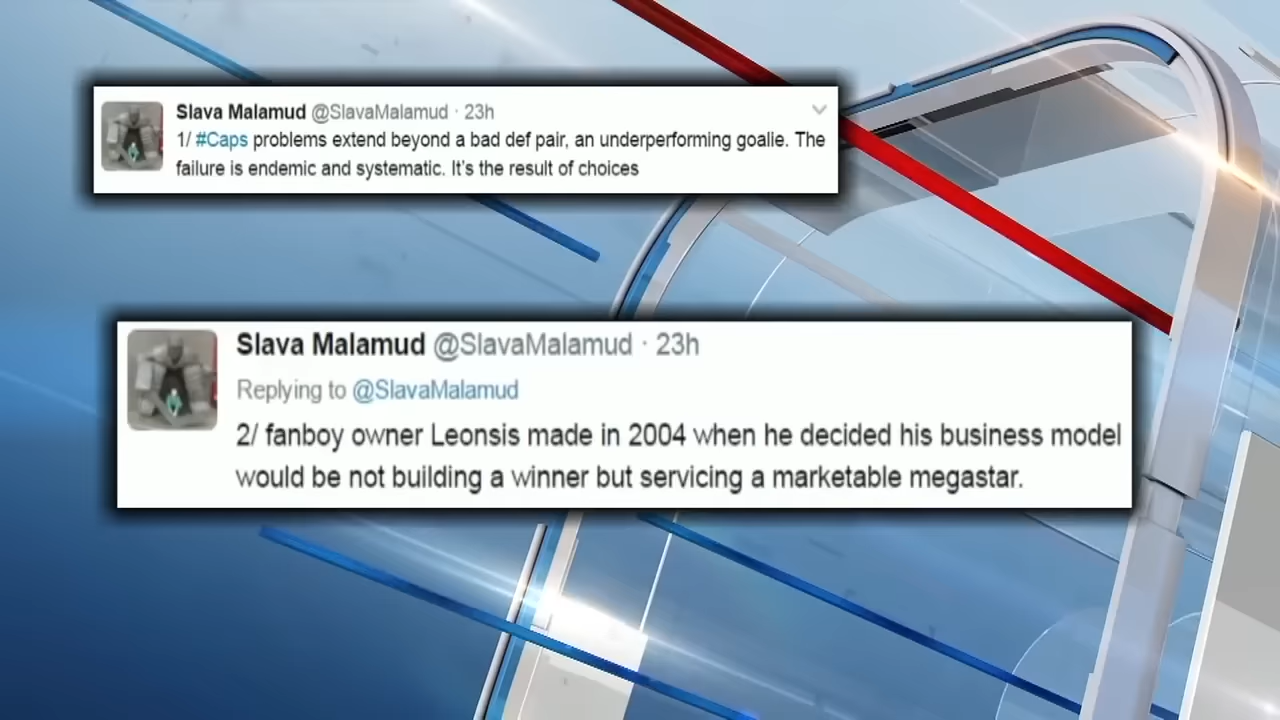 Slava Malamud @SlavaMalamud · 23h
1/ #Caps problems extend beyond a bad def pair, an underperforming goalie. The
failure is endemic and systematic. It's the result of choices
Slava Malamud @SlavaMalamud · 23h
Replying to @SlavaMalamud
2/ fanboy owner Leonsis made in 2004 when he decided his business model
would be not building a winner but servicing a marketable megastar.